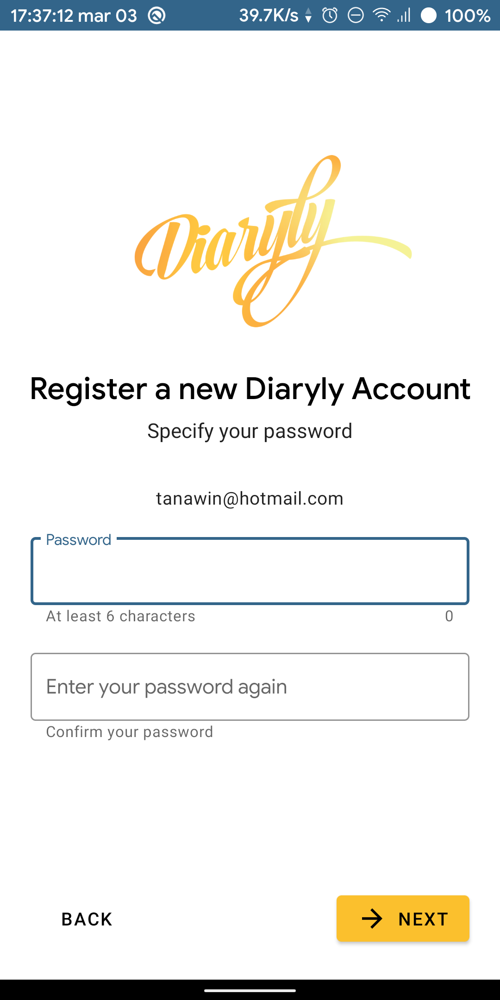 17:37:12 mar 03 39.7K/s 100%
Diaryly
Register a new Diaryly Account
Specify your password
tanawin@hotmail.com
Password
At least 6 characters 0
Enter your password again
Confirm your password
BACK NEXT